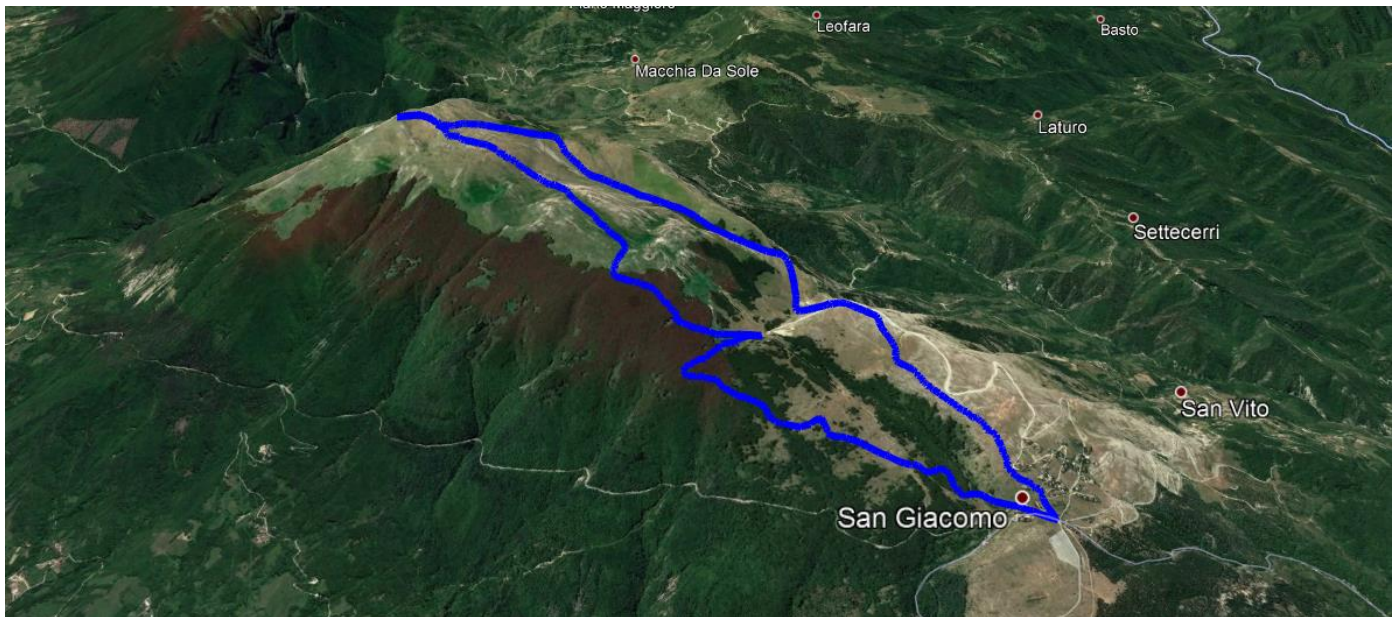 Leofara
Basto
Macchia Da Sole
Laturo
Settecerri
San Vito
San Giacomo